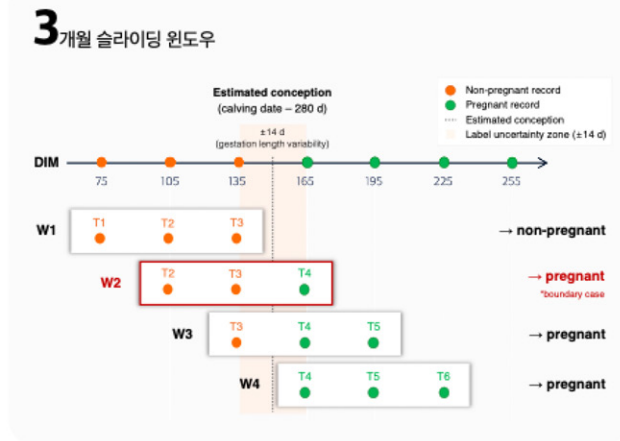 3개월 슬라이딩 윈도우
Estimated conception
(calving date – 280 d)
±14 d
(gestation length variability)
Non-pregnant record
Pregnant record
Estimated conception
Label uncertainty zone (±14 d)
DIM
75 105 135 165 195 225 255
W1 T1 T2 T3 → non-pregnant
W2 T2 T3 T4 → pregnant
*boundary case
W3 T3 T4 T5 → pregnant
W4 T4 T5 T6 → pregnant